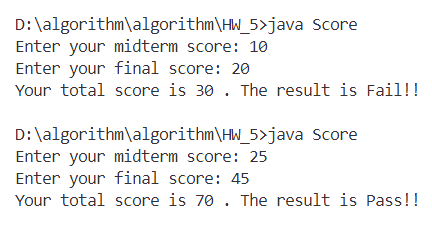 D:\algorithm\algorithm\HW_5>java Score
Enter your midterm score: 10
Enter your final score: 20
Your total score is 30 . The result is Fail!!
D:\algorithm\algorithm\HW_5>java Score
Enter your midterm score: 25
Enter your final score: 45
Your total score is 70 . The result is Pass!!